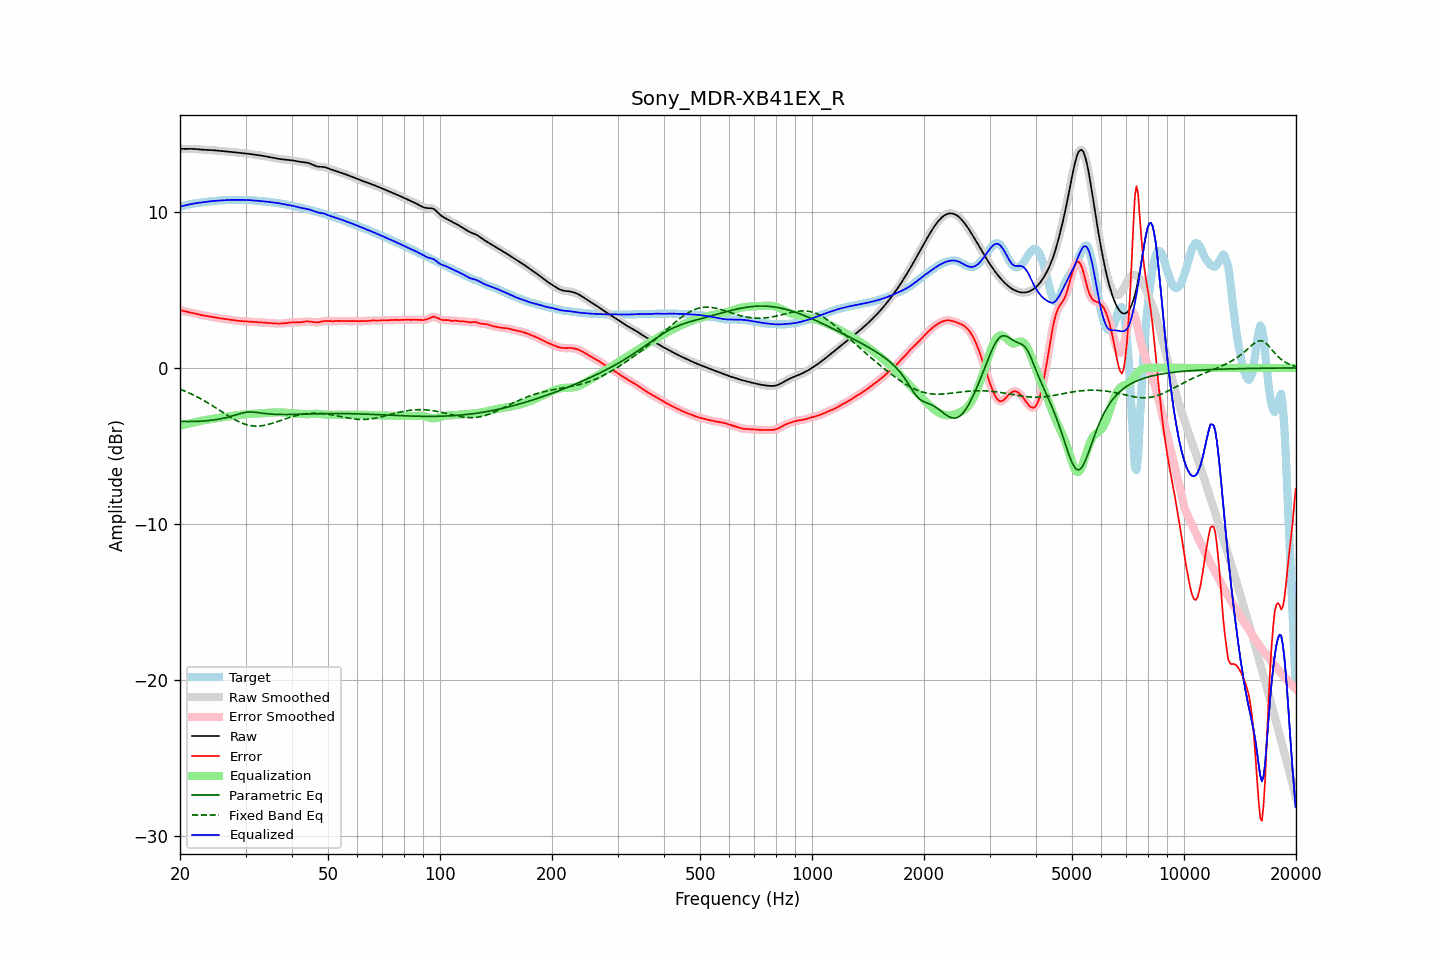 Sony_MDR-XB41EX_R
Amplitude (dBr)
10
0
−10
−20
−30
Target
Raw Smoothed
Error Smoothed
Raw
Error
Equalization
Parametric Eq
Fixed Band Eq
Equalized
20 50 100 200 500 1000 2000 5000 10000 20000
Frequency (Hz)